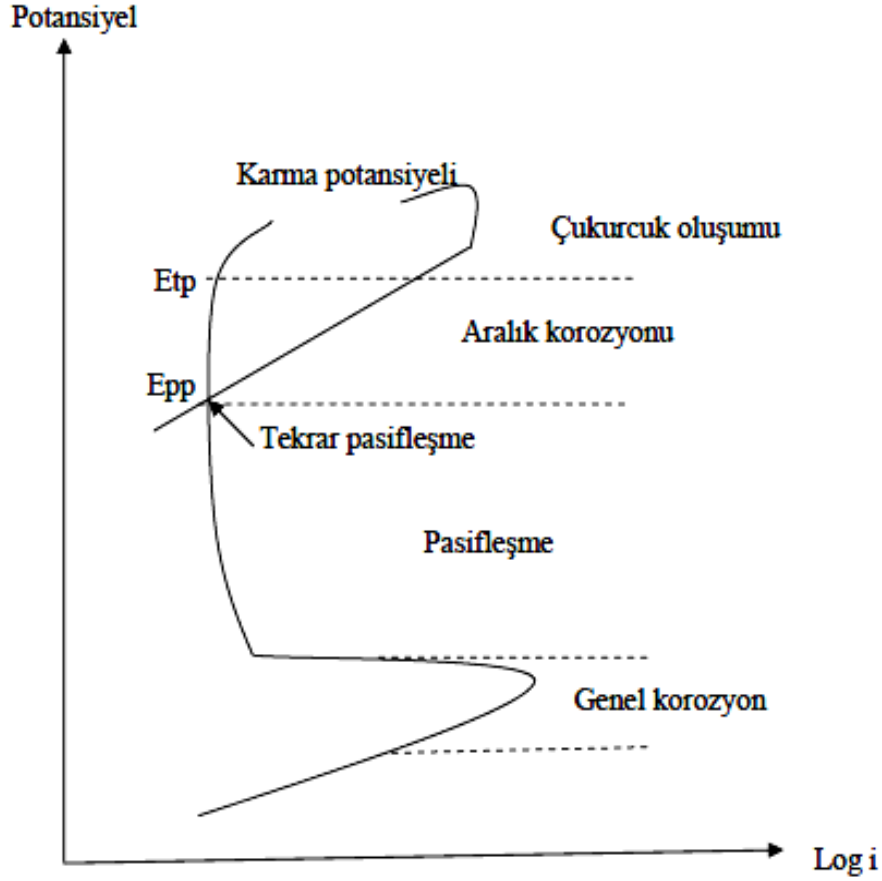 Potansiyel
Karma potansiyeli
Çukurcuk oluşumu
Etp
Aralık korozyonu
Epp
Tekrar pasifleşme
Pasifleşme
Genel korozyon
Log i